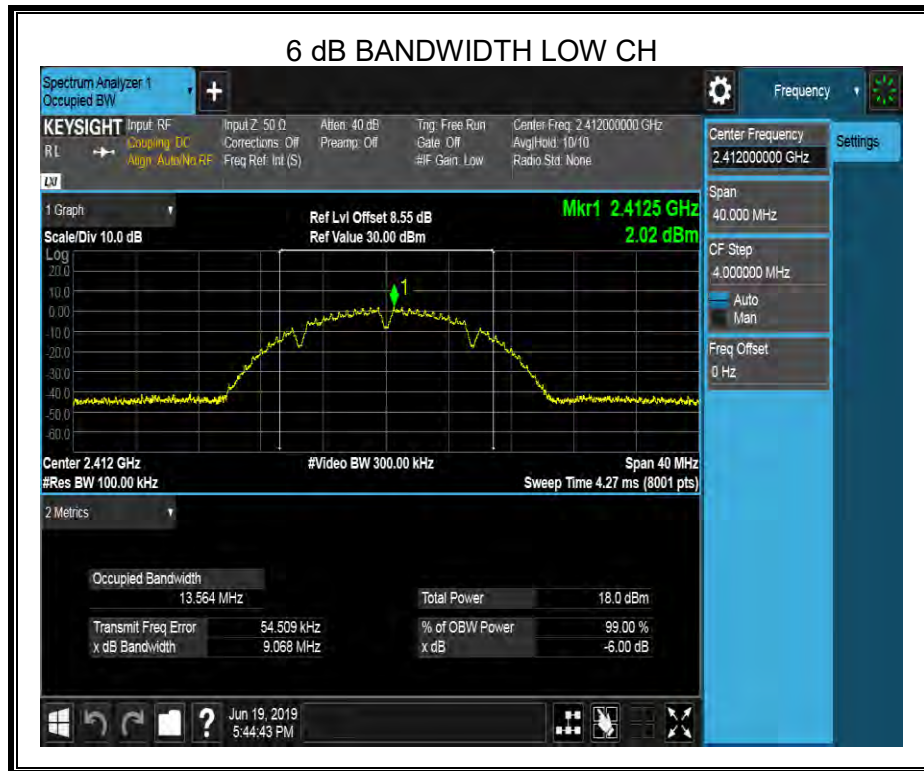 6 dB BANDWIDTH LOW CH
Spectrum Analyzer 1
Occupied BW
+
Frequency
KEYSIGHT
RL
LXI
Input: RF
Coupling: DC
Align: Auto/No RF
Input Z: 50 Ω
Corrections: Off
Freq Ref: Int (S)
Atten: 40 dB
Preamp: Off
Trig: Free Run
Gate: Off
#IF Gain: Low
Center Freq: 2.412000000 GHz
Avg|Hold: 10/10
Radio Std: None
Center Frequency
2.412000000 GHz
Settings
Span
40.000 MHz
CF Step
4.000000 MHz
Auto
Man
Freq Offset
0 Hz
1 Graph
Scale/Div 10.0 dB
Ref Lvl Offset 8.55 dB
Ref Value 30.00 dBm
Mkr1 2.4125 GHz
2.02 dBm
Log
20.0
10.0
0.00
-10.0
-20.0
-30.0
-40.0
-50.0
-60.0
1
Center 2.412 GHz
#Res BW 100.00 kHz
#Video BW 300.00 kHz
Span 40 MHz
Sweep Time 4.27 ms (8001 pts)
2 Metrics
Occupied Bandwidth
13.564 MHz
Transmit Freq Error 54.509 kHz
x dB Bandwidth 9.068 MHz
Total Power 18.0 dBm
% of OBW Power 99.00 %
x dB -6.00 dB
?
Jun 19, 2019
5:44:43 PM